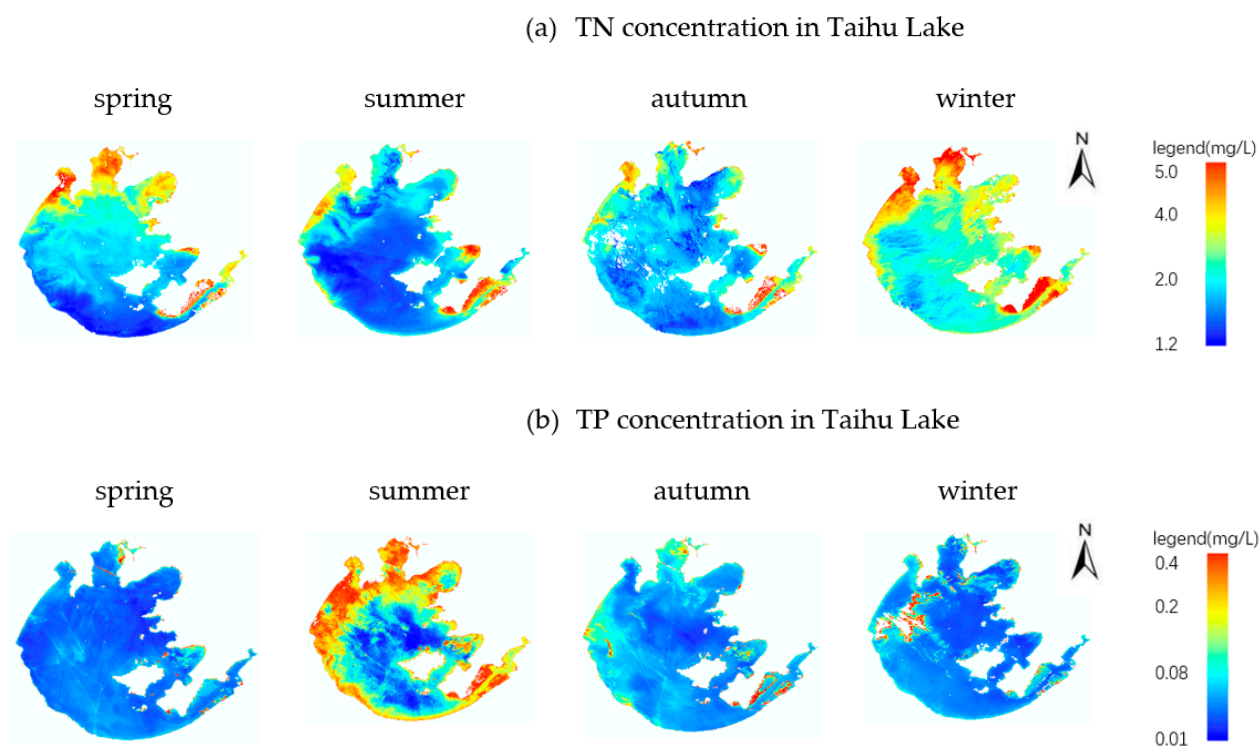 (a) TN concentration in Taihu Lake
spring summer autumn winter
N
legend(mg/L)
5.0
4.0
2.0
1.2
(b) TP concentration in Taihu Lake
spring summer autumn winter
N
legend(mg/L)
0.4
0.2
0.08
0.01